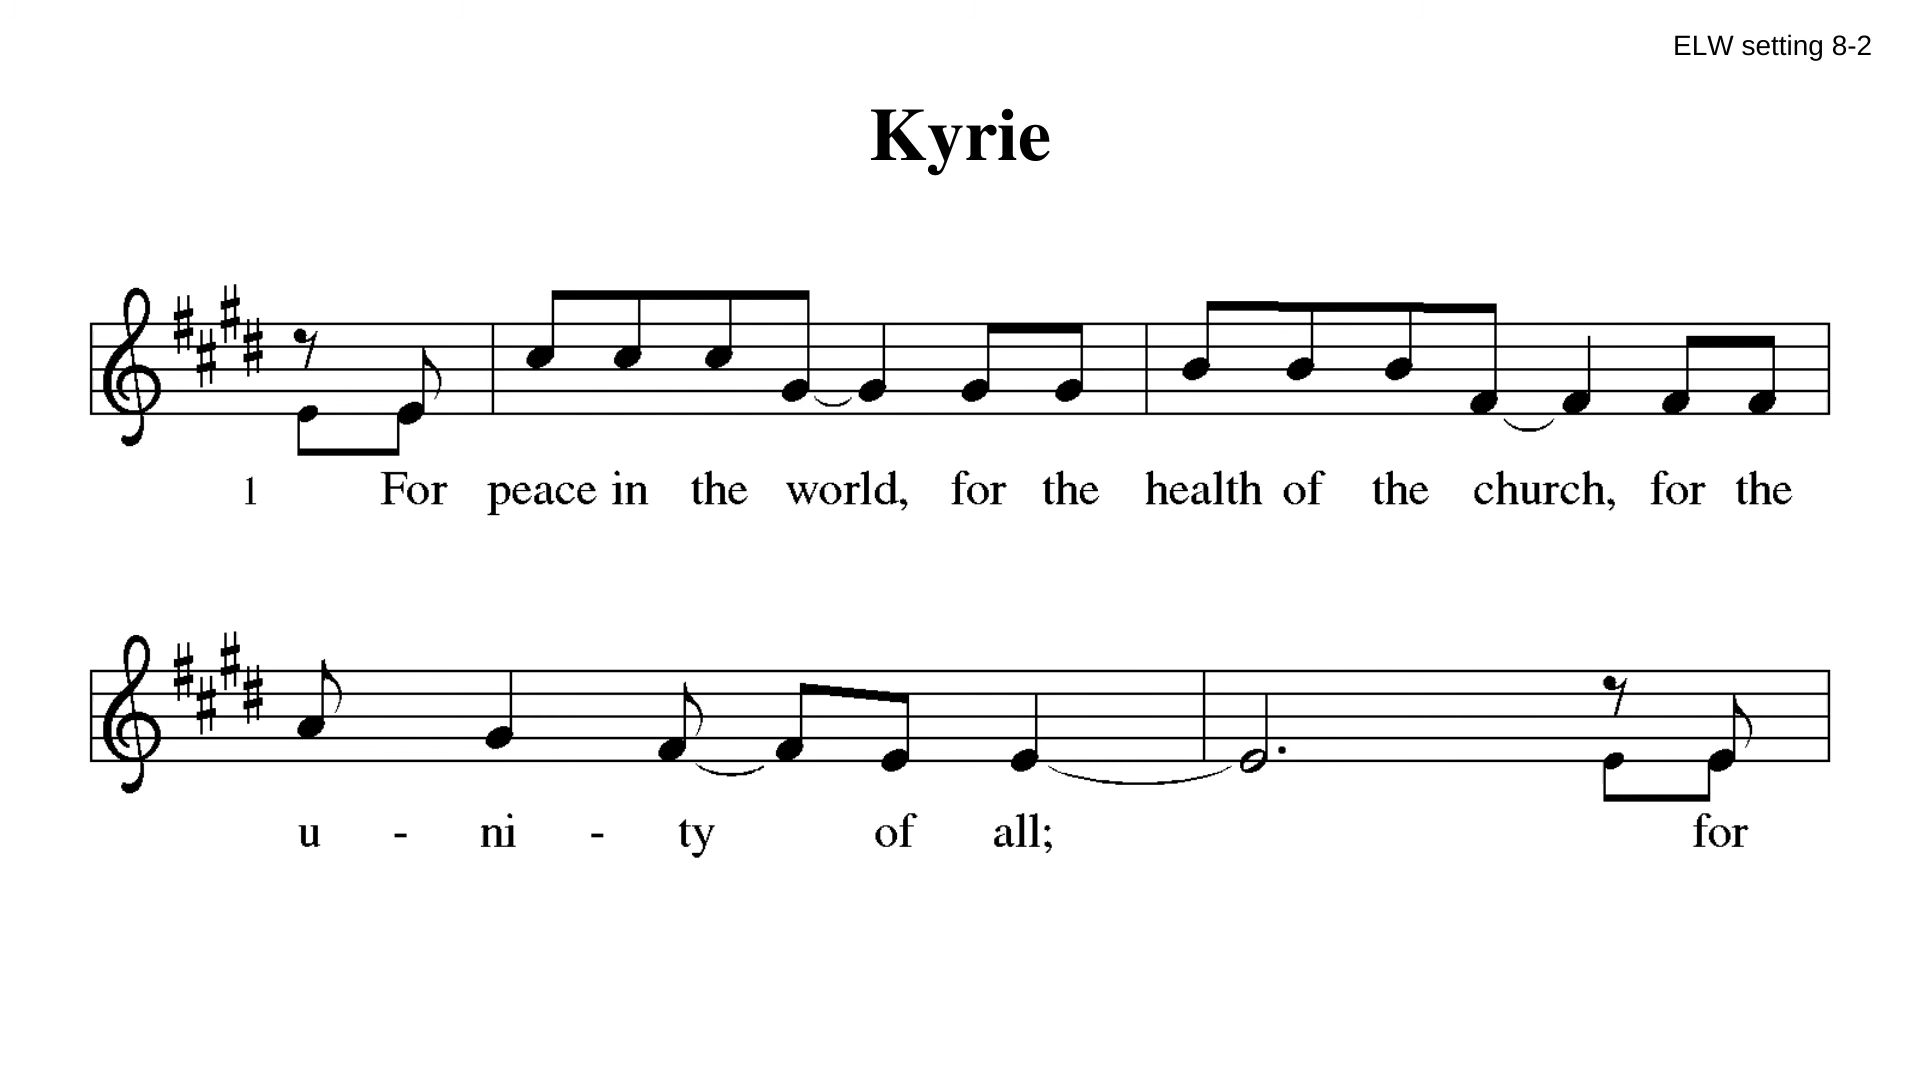 ELW setting 8-2
Kyrie
1 For peace in the world, for the health of the church, for the
u - ni - ty of all; for